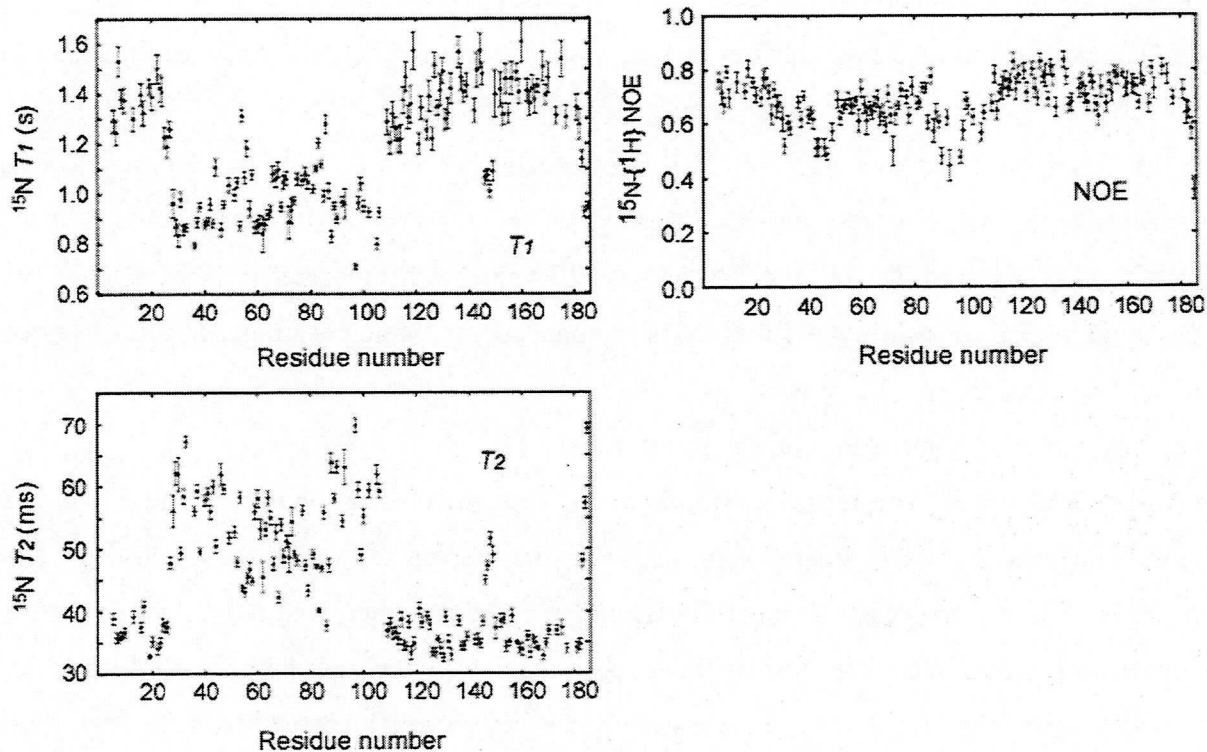 1.6
1.4
1.2
1.0
0.8
0.6
¹⁵N T1 (s)
T1
20 40 60 80 100 120 140 160 180
Residue number
1.0
0.8
0.6
0.4
0.2
0.0
¹⁵N-{¹H} NOE
NOE
20 40 60 80 100 120 140 160 180
Residue number
70
60
50
40
30
¹⁵N T2 (ms)
T2
20 40 60 80 100 120 140 160 180
Residue number